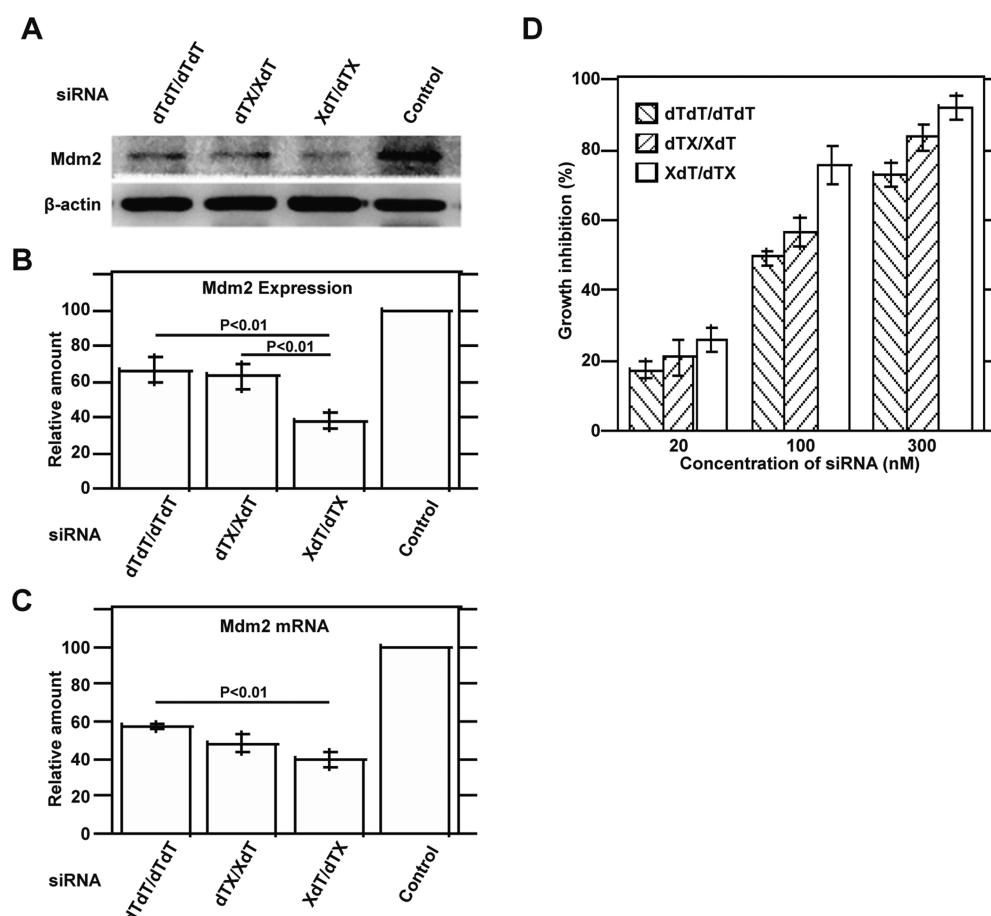 A
siRNA
dTdT/dTdT
dTX/XdT
XdT/dTX
Control
Mdm2
β-actin
B
Mdm2 Expression
P<0.01
P<0.01
Relative amount
100
80
60
40
20
0
siRNA
dTdT/dTdT
dTX/XdT
XdT/dTX
Control
C
Mdm2 mRNA
P<0.01
Relative amount
100
80
60
40
20
0
siRNA
dTdT/dTdT
dTX/XdT
XdT/dTX
Control
D
dTdT/dTdT
dTX/XdT
XdT/dTX
Growth inhibition (%)
100
80
60
40
20
0
20 100 300
Concentration of siRNA (nM)